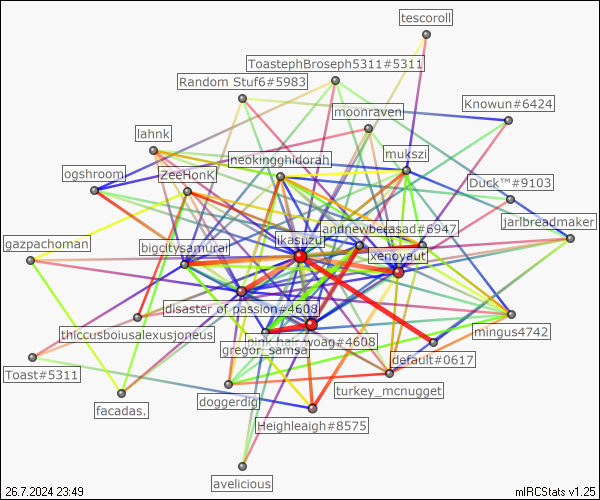 tescoroll
ToastephBroseph5311#5311
Random Stuf6#5983
Knowun#6424
moonraven
lahnk
mukszi
neokingghidorah
ogshroom
ZeeHonK
Duck™#9103
jarlbreadmaker
andnewbecasad#6947
ikasuzu
gazpachoman
bigcitysamurai
xenoyaut
disaster of passion#4608
thiccusboiusalexusjoneus
mingus4742
pink hair woag#4608
gregor_samsa
default#0617
Toast#5311
turkey_mcnugget
doggerdig
facadas.
Heighleaigh#8575
avelicious
26.7.2024 23:49
mIRCStats v1.25